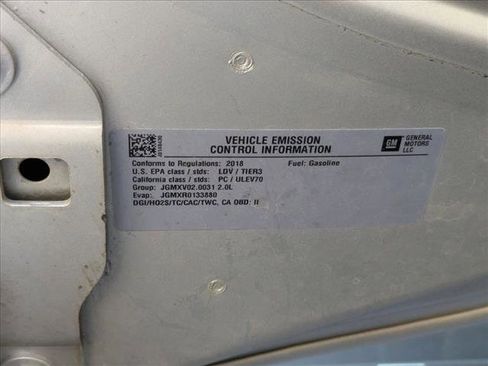 VEHICLE EMISSION
CONTROL INFORMATION
GM
GENERAL
MOTORS
LLC
Conforms to Regulations: 2018 Fuel: Gasoline
U.S. EPA class / stds: LDV / TIER3
California class / stds: PC / ULEV70
Group: JGMXV02.0031 2.0L
Evap: JGMXR0133880
DGI/HO2S/TC/CAC/TWC, CA OBD: II